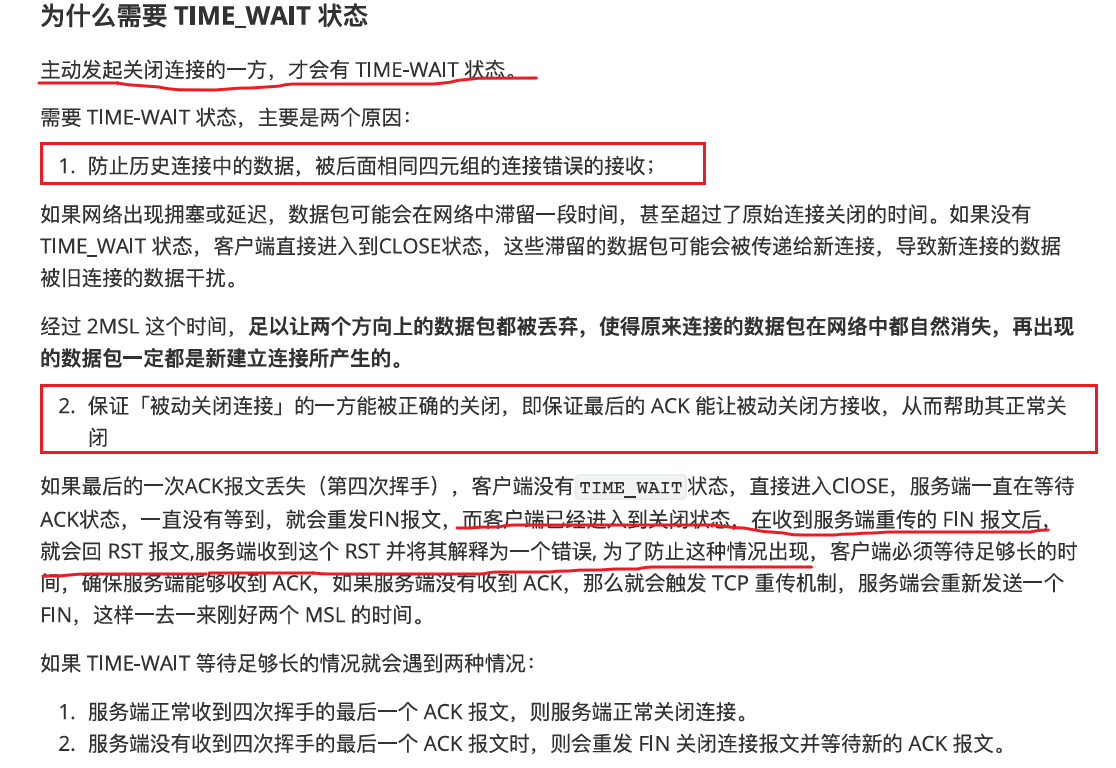 为什么需要 TIME_WAIT 状态
主动发起关闭连接的一方，才会有 TIME-WAIT 状态。
需要 TIME-WAIT 状态，主要是两个原因：
1. 防止历史连接中的数据，被后面相同四元组的连接错误的接收；
如果网络出现拥塞或延迟，数据包可能会在网络中滞留一段时间，甚至超过了原始连接关闭的时间。如果没有
TIME_WAIT 状态，客户端直接进入到CLOSE状态，这些滞留的数据包可能会被传递给新连接，导致新连接的数据
被旧连接的数据干扰。
经过 2MSL 这个时间，足以让两个方向上的数据包都被丢弃，使得原来连接的数据包在网络中都自然消失，再出现
的数据包一定都是新建立连接所产生的。
2. 保证「被动关闭连接」的一方能被正确的关闭，即保证最后的 ACK 能让被动关闭方接收，从而帮助其正常关
闭
如果最后的一次ACK报文丢失（第四次挥手），客户端没有 TIME_WAIT 状态，直接进入ClOSE，服务端一直在等待
ACK状态，一直没有等到，就会重发FIN报文，而客户端已经进入到关闭状态，在收到服务端重传的 FIN 报文后，
就会回 RST 报文,服务端收到这个 RST 并将其解释为一个错误, 为了防止这种情况出现，客户端必须等待足够长的时
间，确保服务端能够收到 ACK，如果服务端没有收到 ACK，那么就会触发 TCP 重传机制，服务端会重新发送一个
FIN，这样一去一来刚好两个 MSL 的时间。
如果 TIME-WAIT 等待足够长的情况就会遇到两种情况：
1. 服务端正常收到四次挥手的最后一个 ACK 报文，则服务端正常关闭连接。
2. 服务端没有收到四次挥手的最后一个 ACK 报文时，则会重发 FIN 关闭连接报文并等待新的 ACK 报文。